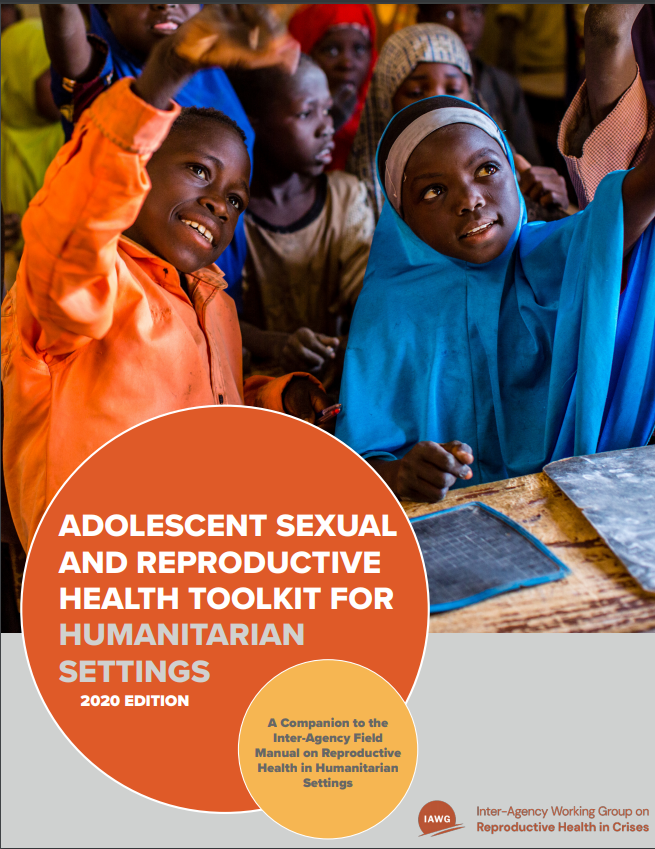 ADOLESCENT SEXUAL
AND REPRODUCTIVE
HEALTH TOOLKIT FOR
HUMANITARIAN
SETTINGS
2020 EDITION
A Companion to the
Inter-Agency Field
Manual on Reproductive
Health in Humanitarian
Settings
IAWG
Inter-Agency Working Group on
Reproductive Health in Crises